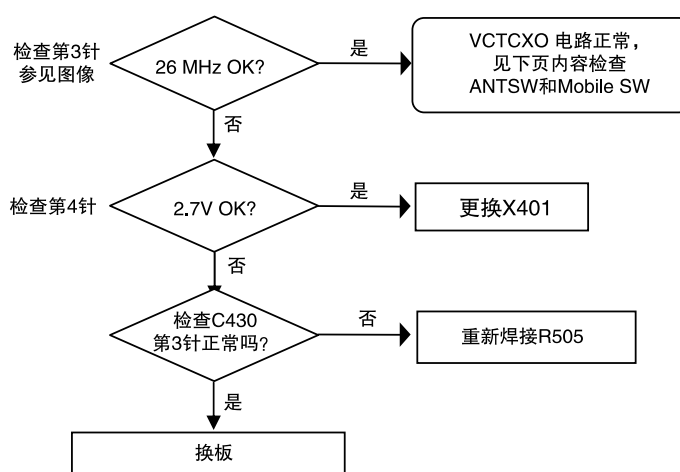 检查第3针
参见图像
26 MHz OK?
是
VCTCXO 电路正常，
见下页内容检查
ANTSW和Mobile SW
否
检查第4针
2.7V OK?
是
更换X401
否
检查C430
第3针正常吗?
否
重新焊接R505
是
换板